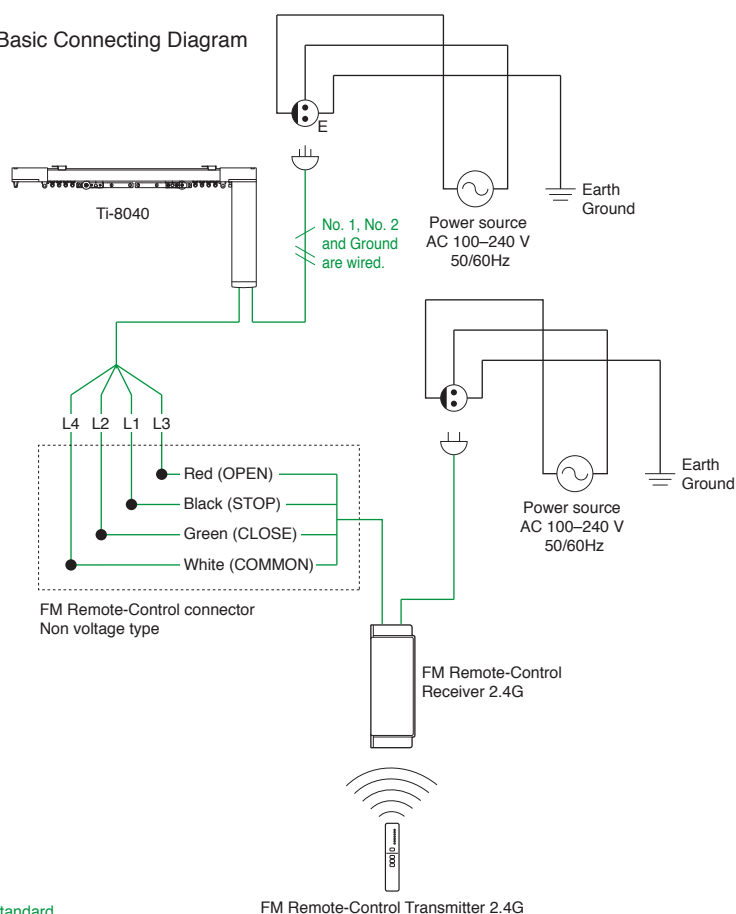 Basic Connecting Diagram
E
Ti-8040
No. 1, No. 2
and Ground
are wired.
Power source
AC 100–240 V
50/60Hz
Earth
Ground
L4 L2 L1 L3
Red (OPEN)
Black (STOP)
Green (CLOSE)
White (COMMON)
FM Remote-Control connector
Non voltage type
Power source
AC 100–240 V
50/60Hz
Earth
Ground
FM Remote-Control
Receiver 2.4G
FM Remote-Control Transmitter 2.4G
tandard